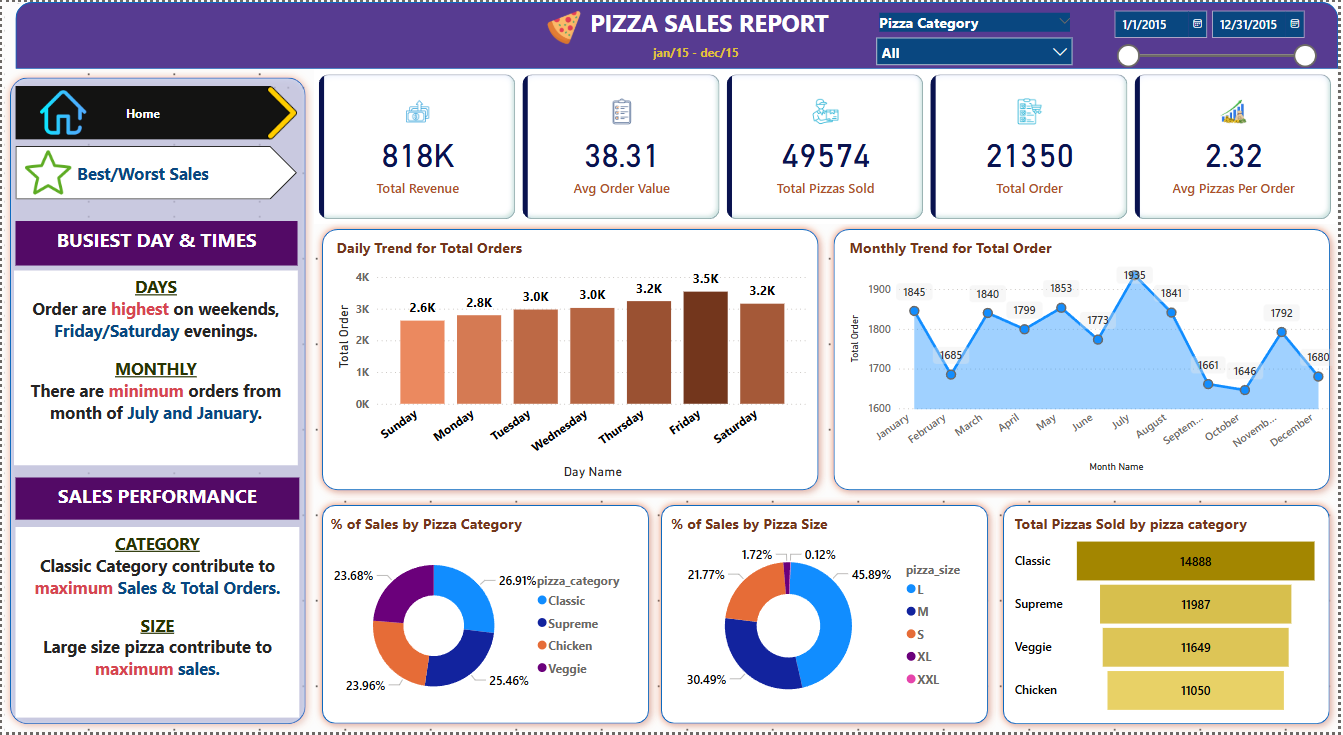 PIZZA SALES REPORT
jan/15 - dec/15
Pizza Category
All
1/1/2015
12/31/2015
Home
Best/Worst Sales
BUSIEST DAY & TIMES
DAYS
Order are highest on weekends,
Friday/Saturday evenings.
MONTHLY
There are minimum orders from
month of July and January.
SALES PERFORMANCE
CATEGORY
Classic Category contribute to
maximum Sales & Total Orders.
SIZE
Large size pizza contribute to
maximum sales.
818K
Total Revenue
38.31
Avg Order Value
49574
Total Pizzas Sold
21350
Total Order
2.32
Avg Pizzas Per Order
Daily Trend for Total Orders
Total Order
4K
3K
2K
1K
0K
2.6K
2.8K
3.0K
3.0K
3.2K
3.5K
3.2K
Sunday
Monday
Tuesday
Wednesday
Thursday
Friday
Saturday
Day Name
Monthly Trend for Total Order
Total Order
1900
1800
1700
1600
1845
1685
1840
1799
1853
1773
1935
1841
1661
1646
1792
1680
January
February
March
April
May
June
July
August
Septem...
October
Novemb...
December
Month Name
% of Sales by Pizza Category
23.68%
26.91%
23.96%
25.46%
pizza_category
Classic
Supreme
Chicken
Veggie
% of Sales by Pizza Size
1.72%
0.12%
21.77%
45.89%
30.49%
pizza_size
L
M
S
XL
XXL
Total Pizzas Sold by pizza category
Classic
14888
Supreme
11987
Veggie
11649
Chicken
11050